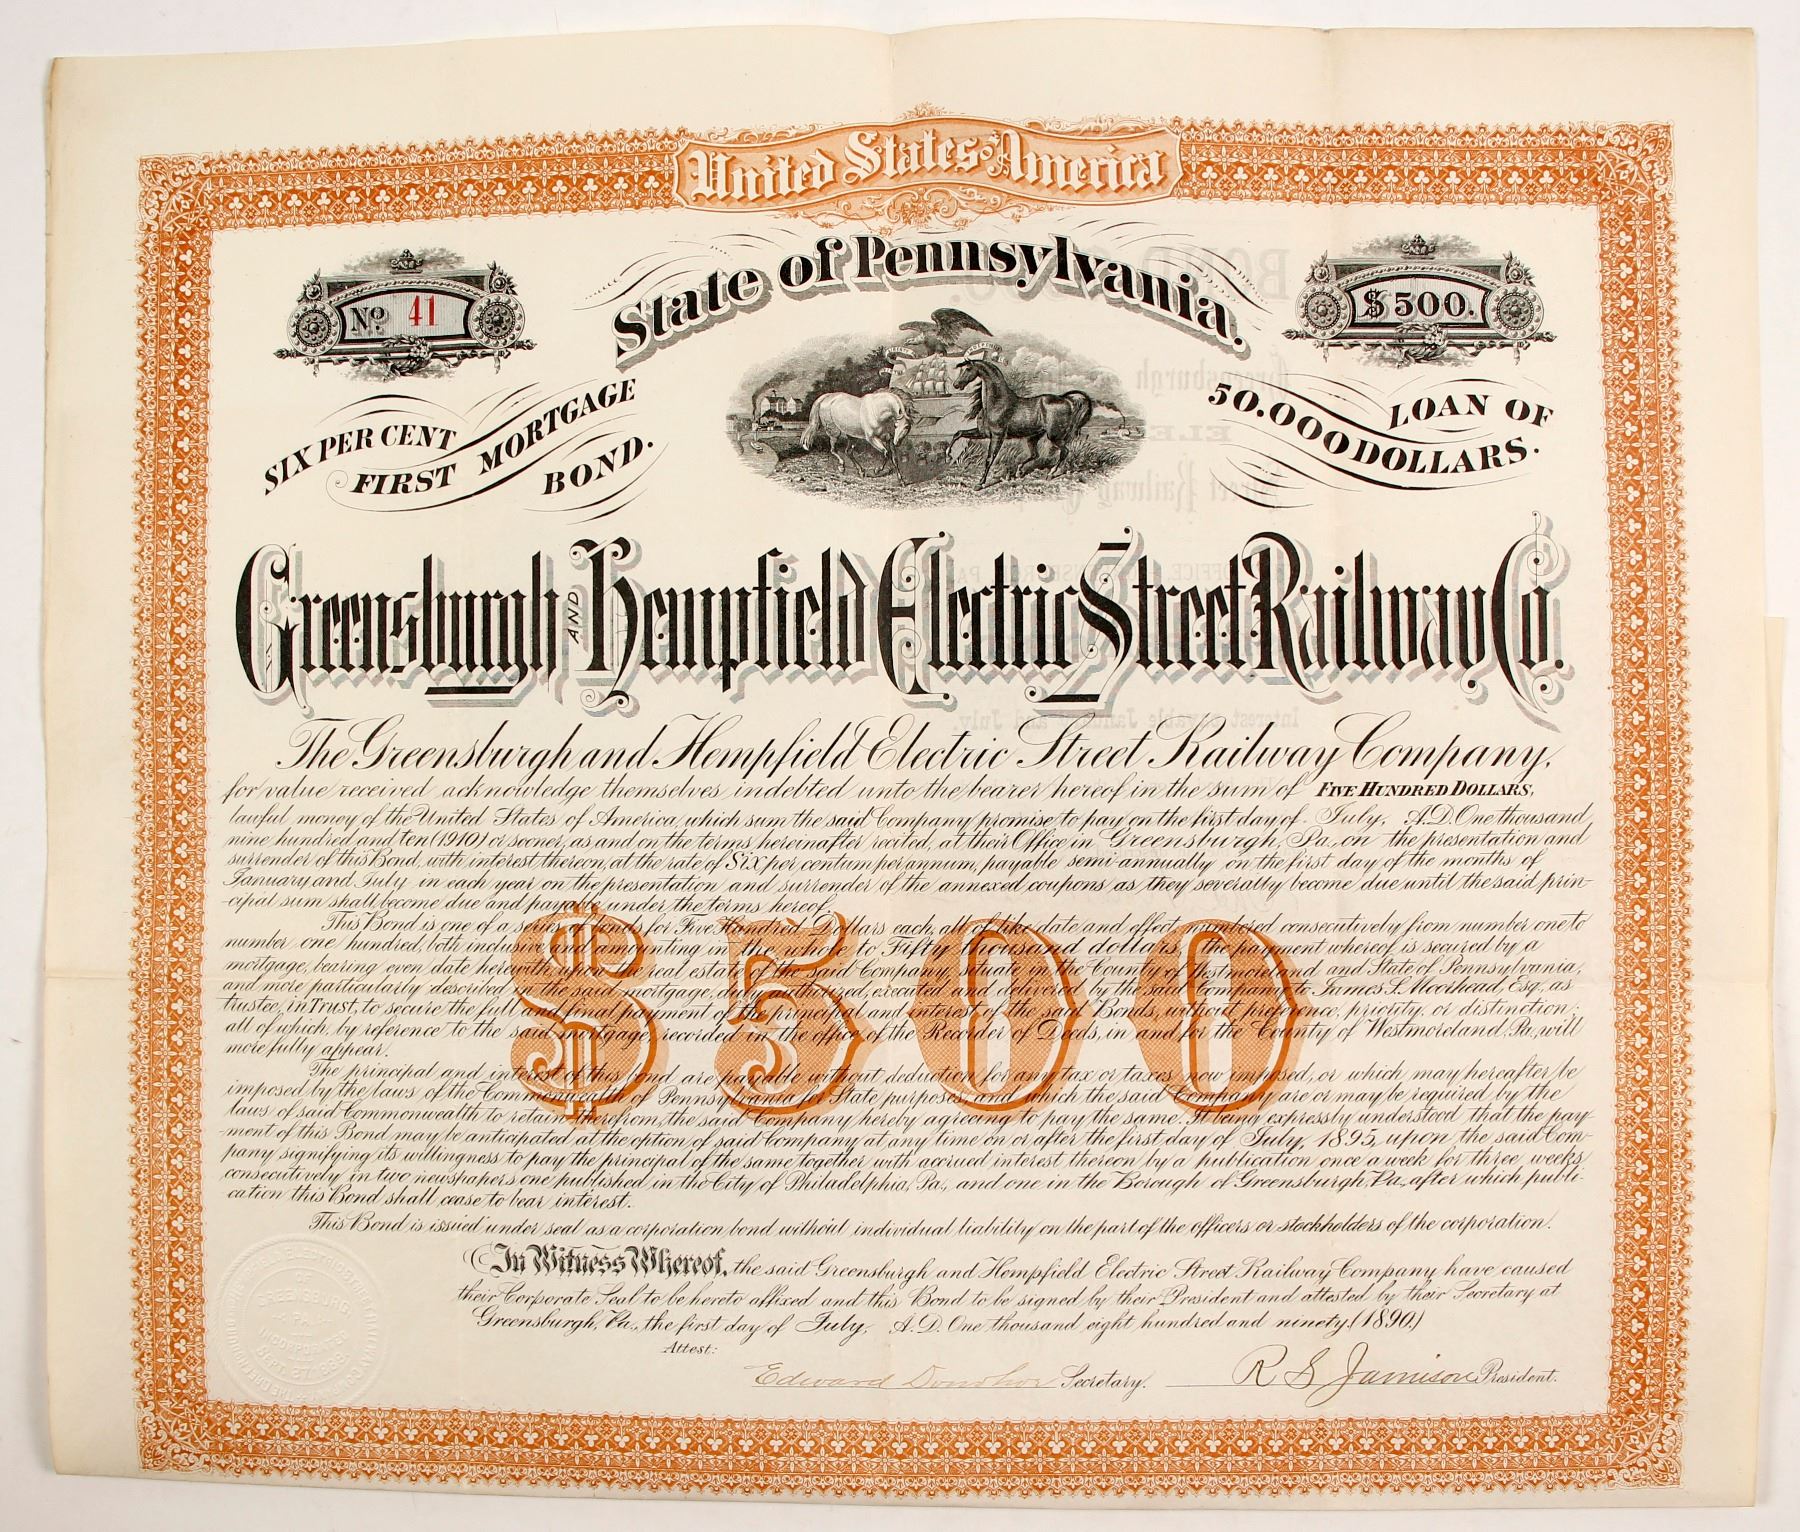 United States of America
State of Pennsylvania.
No. 41
$500.
SIX PER CENT
FIRST MORTGAGE
BOND.
LOAN OF
50.000 DOLLARS.
Greensburgh AND Hempfield Electric Street Railway Co.
The Greensburgh and Hempfield Electric Street Railway Company,
for value received acknowledge themselves indebted unto the bearer hereof in the sum of FIVE HUNDRED DOLLARS,
lawful money of the United States of America, which sum the said Company promise to pay on the first day of July, A.D. One thousand
nine hundred and ten (1910) or sooner, as and on the terms hereinafter recited, at their Office in Greensburgh, Pa., on the presentation and
surrender of this Bond, with interest thereon, at the rate of Six per centum per annum, payable semi-annually on the first day of the months of
January and July in each year on the presentation and surrender of the annexed coupons as they severally become due until the said prin-
-cipal sum shall become due and payable under the terms hereof.
This Bond is one of a series of bonds for Five Hundred Dollars each, all of like date and effect, numbered consecutively from number one to
number one hundred, both inclusive, and amounting in the whole to Fifty thousand dollars, the payment whereof is secured by a
mortgage, bearing even date herewith, upon the real estate of the said Company, situate in the County of Westmoreland and State of Pennsylvania,
and more particularly described in the said mortgage, duly authorized, executed and delivered by the said Company to James S. Moorhead, Esq., as
trustee, in Trust, to secure the full and final payment of the principal and interest of the said Bonds, without preference, priority, or distinction;
all of which, by reference to the said mortgage, recorded in the office of the Recorder of Deeds, in and for the County of Westmoreland, Pa., will
more fully appear.
The principal and interest of this bond are payable without deduction for any tax or taxes now imposed, or which may hereafter be
imposed by the laws of the Commonwealth of Pennsylvania for State purposes, and which the said Company are or may be required by the
laws of said Commonwealth to retain therefrom, the said Company hereby agreeing to pay the same. It being expressly understood that the pay-
-ment of this Bond may be anticipated at the option of said Company at any time on or after the first day of July, 1895, upon the said Com-
pany signifying its willingness to pay the principal of the same together with accrued interest thereon by a publication once a week for three weeks
consecutively in two newspapers one published in the City of Philadelphia, Pa., and one in the Borough of Greensburgh, Pa., after which publi-
-cation this Bond shall cease to bear interest.
$500
This Bond is issued under seal as a corporation bond without individual liability on the part of the officers or stockholders of the corporation.
In Witness Whereof, the said Greensburgh and Hempfield Electric Street Railway Company have caused
their Corporate Seal to be hereto affixed and this Bond to be signed by their President and attested by their Secretary at
Greensburgh, Pa., the first day of July, A.D. One thousand eight hundred and ninety. (1890.)
Attest:
Edward Donohoe Secretary.
R S Jamison President.
GREENSBURGH
PA.
INCORPORATED
SEPT.